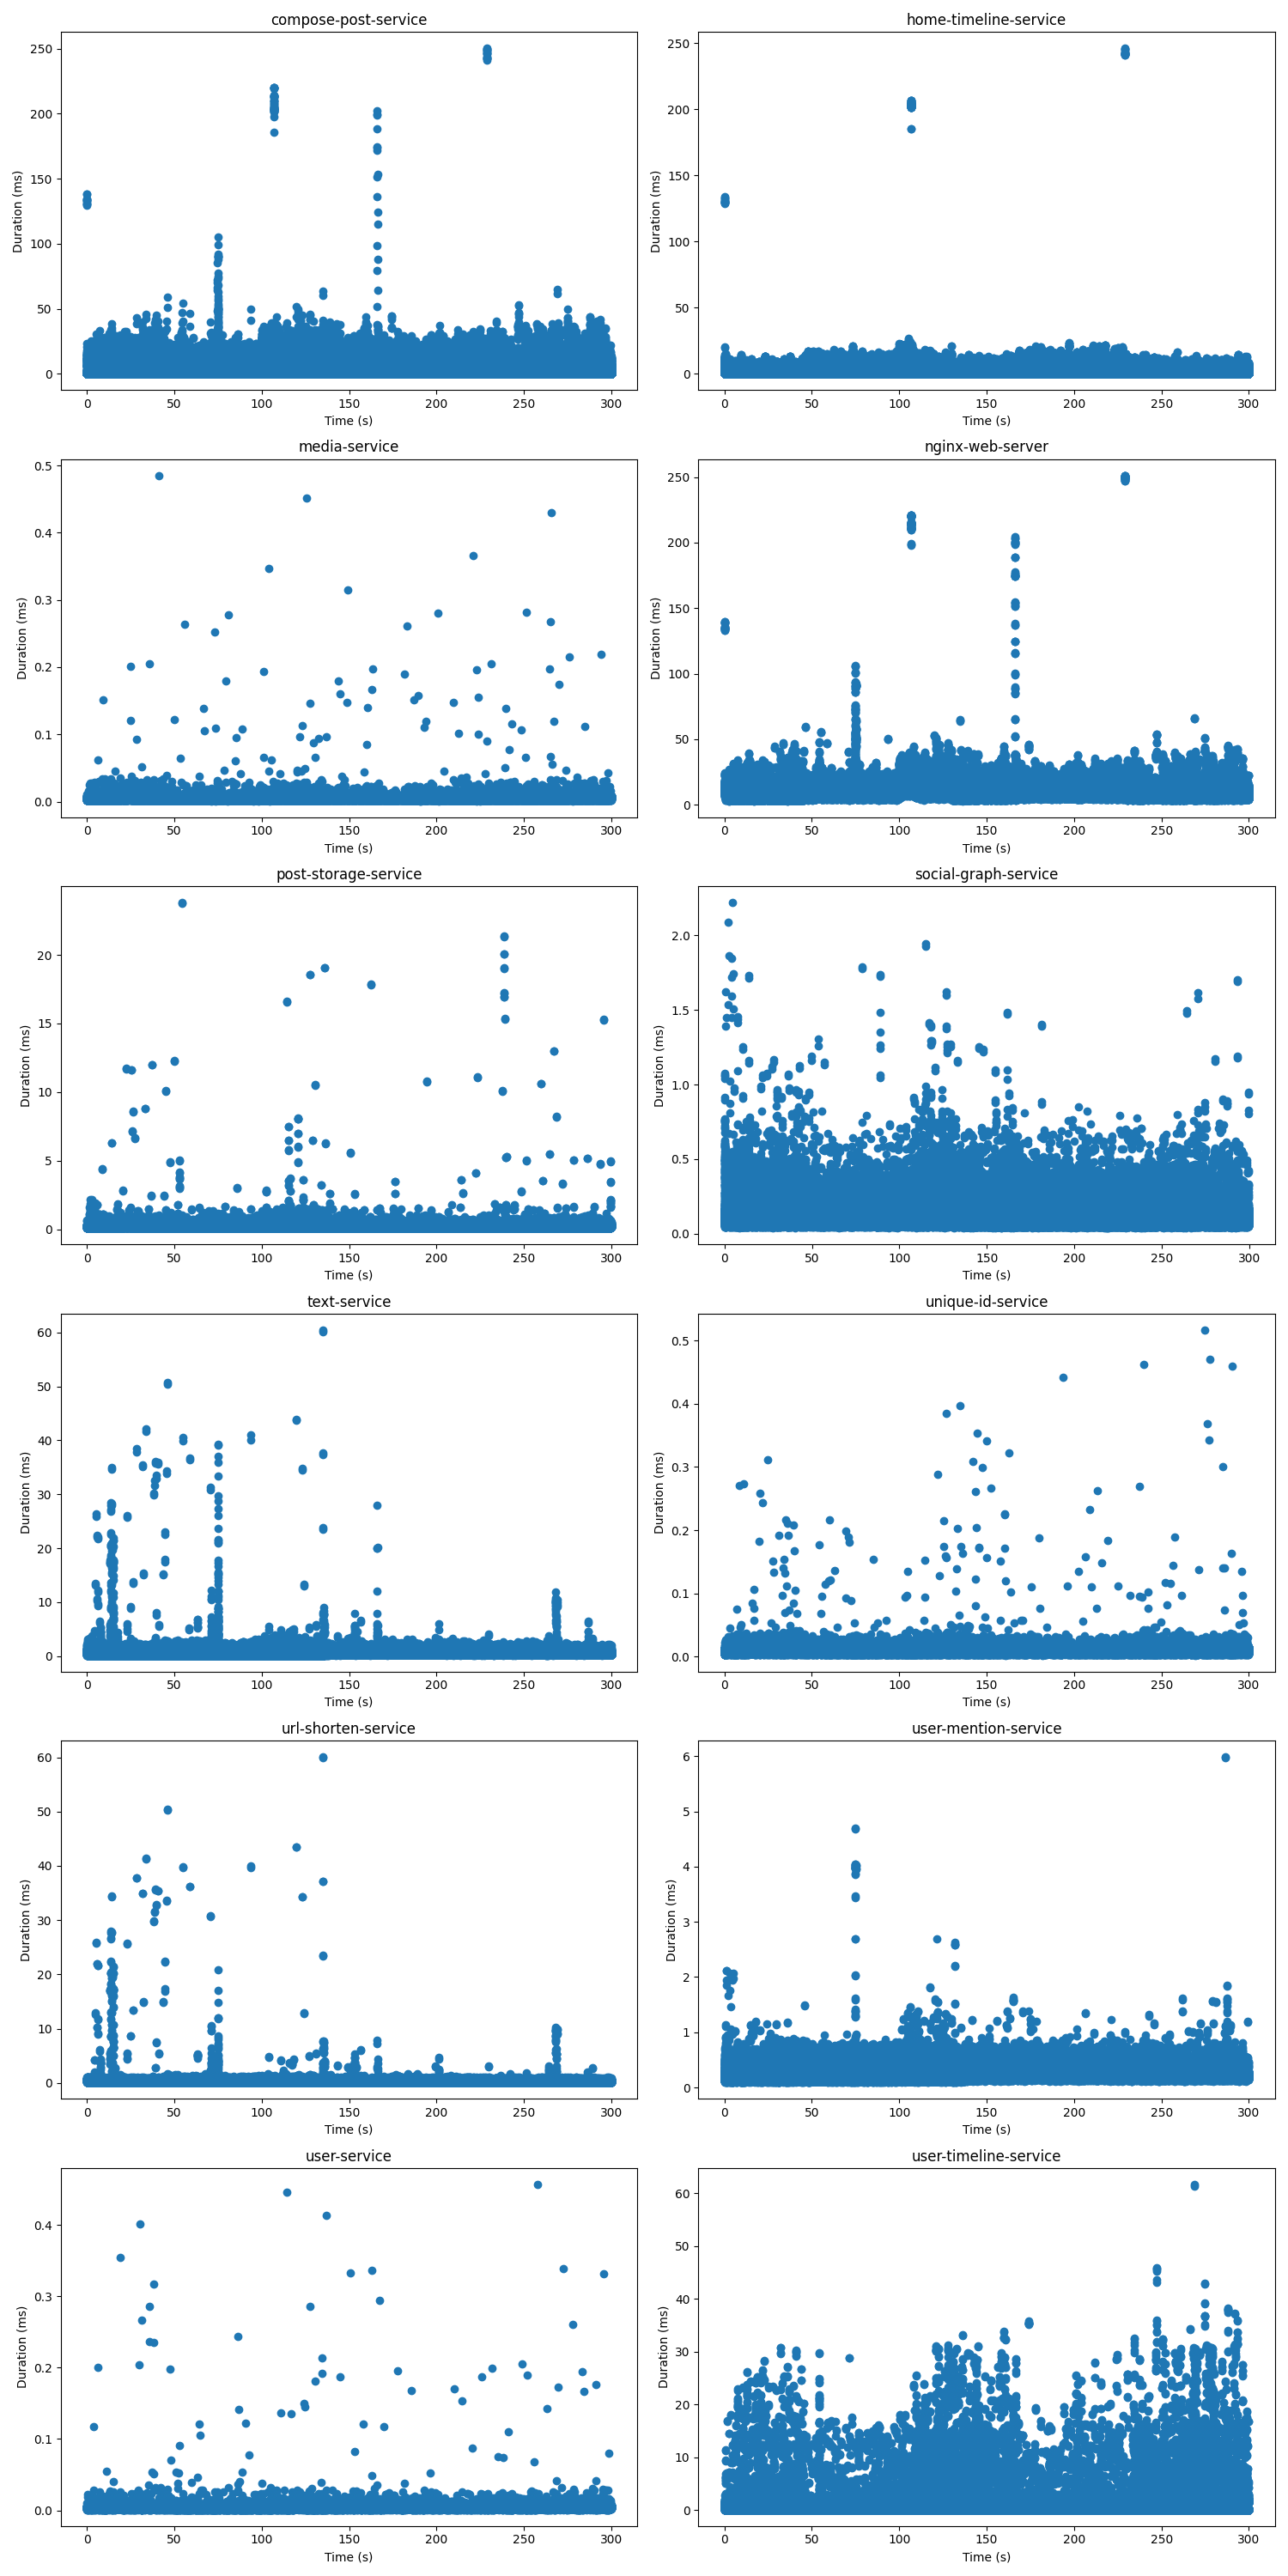 compose-post-service
home-timeline-service
Duration (ms)
250
200
150
100
50
0
0 50 100 150 200 250 300
Time (s)
Duration (ms)
250
200
150
100
50
0
0 50 100 150 200 250 300
Time (s)
media-service
nginx-web-server
Duration (ms)
0.5
0.4
0.3
0.2
0.1
0.0
0 50 100 150 200 250 300
Time (s)
Duration (ms)
250
200
150
100
50
0
0 50 100 150 200 250 300
Time (s)
post-storage-service
social-graph-service
Duration (ms)
20
15
10
5
0
0 50 100 150 200 250 300
Time (s)
Duration (ms)
2.0
1.5
1.0
0.5
0.0
0 50 100 150 200 250 300
Time (s)
text-service
unique-id-service
Duration (ms)
60
50
40
30
20
10
0
0 50 100 150 200 250 300
Time (s)
Duration (ms)
0.5
0.4
0.3
0.2
0.1
0.0
0 50 100 150 200 250 300
Time (s)
url-shorten-service
user-mention-service
Duration (ms)
60
50
40
30
20
10
0
0 50 100 150 200 250 300
Time (s)
Duration (ms)
6
5
4
3
2
1
0
0 50 100 150 200 250 300
Time (s)
user-service
user-timeline-service
Duration (ms)
0.4
0.3
0.2
0.1
0.0
0 50 100 150 200 250 300
Time (s)
Duration (ms)
60
50
40
30
20
10
0
0 50 100 150 200 250 300
Time (s)